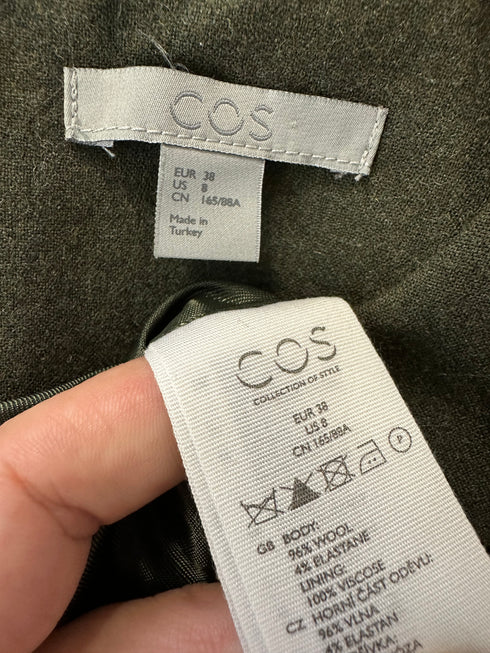 COS
EUR 38
US 8
CN 165/88A
Made in
Turkey
COS
COLLECTION OF STYLE
EUR 38
US 8
CN 165/88A
P
GB BODY:
96% WOOL
4% ELASTANE
LINING:
100% VISCOSE
CZ HORNÍ ČÁST ODĚVU:
96% VLNA
4% ELASTAN